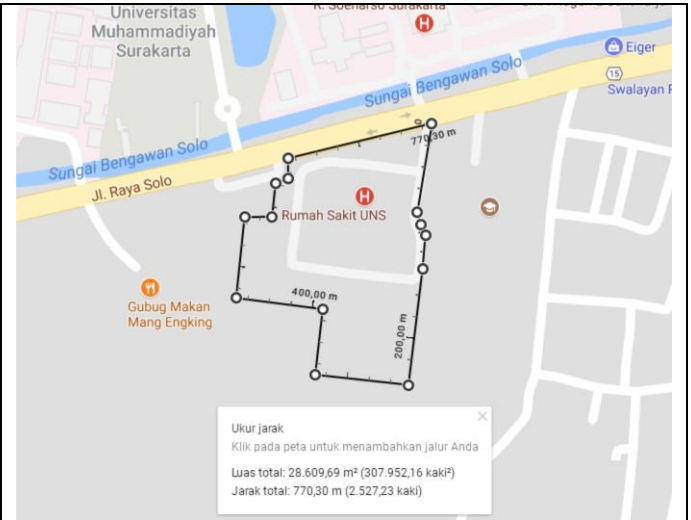 Universitas
Muhammadiyah
Surakarta
R. Soeharso Surakarta
Eiger
15
Swalayan
Sungai Bengawan Solo
770,30 m
Sungai Bengawan Solo
Jl. Raya Solo
Rumah Sakit UNS
Gubug Makan
Mang Engking
400,00 m
200,00 m
Ukur jarak
Klik pada peta untuk menambahkan jalur Anda
Luas total: 28.609,69 m² (307.952,16 kaki²)
Jarak total: 770,30 m (2.527,23 kaki)